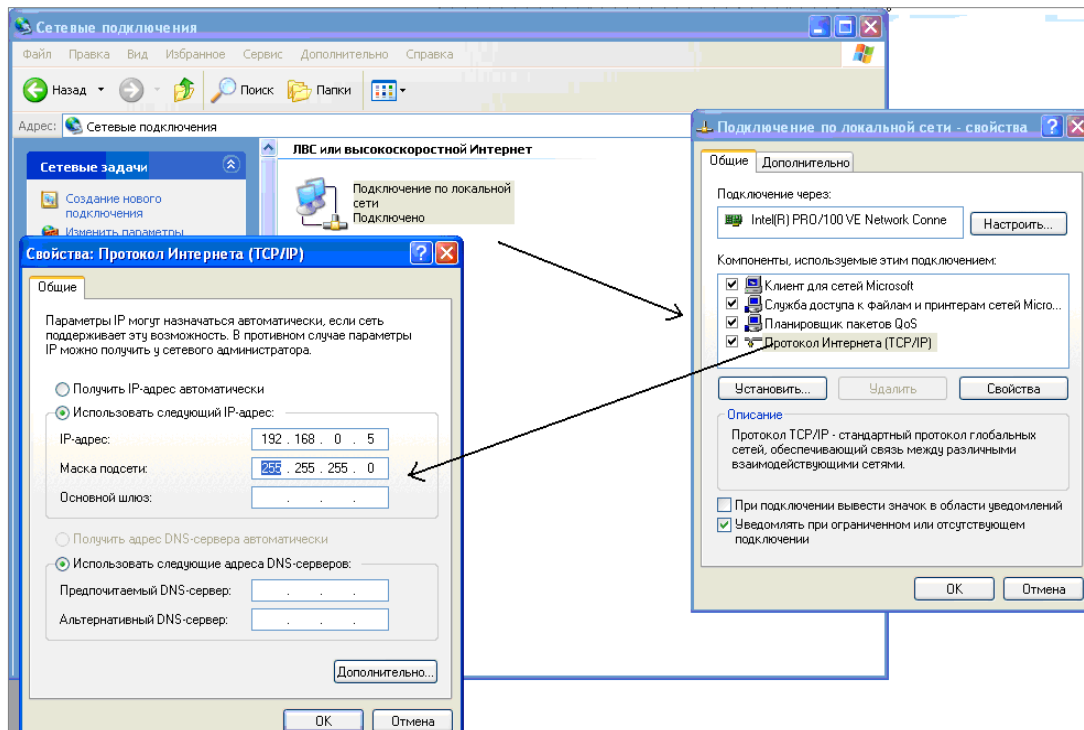 Сетевые подключения
Файл Правка Вид Избранное Сервис Дополнительно Справка
Назад Поиск Папки
Адрес: Сетевые подключения
Сетевые задачи
Создание нового
подключения
Изменить параметры
ЛВС или высокоскоростной Интернет
Подключение по локальной
сети
Подключено
Подключение по локальной сети - свойства
Общие Дополнительно
Подключение через:
Intel(R) PRO/100 VE Network Conne
Настроить...
Компоненты, используемые этим подключением:
Клиент для сетей Microsoft
Служба доступа к файлам и принтерам сетей Micro...
Планировщик пакетов QoS
Протокол Интернета (TCP/IP)
Установить... Удалить Свойства
Описание
Протокол TCP/IP - стандартный протокол глобальных
сетей, обеспечивающий связь между различными
взаимодействующими сетями.
При подключении вывести значок в области уведомлений
Уведомлять при ограниченном или отсутствующем
подключении
OK Отмена
Свойства: Протокол Интернета (TCP/IP)
Общие
Параметры IP могут назначаться автоматически, если сеть
поддерживает эту возможность. В противном случае параметры
IP можно получить у сетевого администратора.
Получить IP-адрес автоматически
Использовать следующий IP-адрес:
IP-адрес: 192 . 168 . 0 . 5
Маска подсети: 255 . 255 . 255 . 0
Основной шлюз: . . .
Получить адрес DNS-сервера автоматически
Использовать следующие адреса DNS-серверов:
Предпочитаемый DNS-сервер: . . .
Альтернативный DNS-сервер: . . .
Дополнительно...
OK Отмена